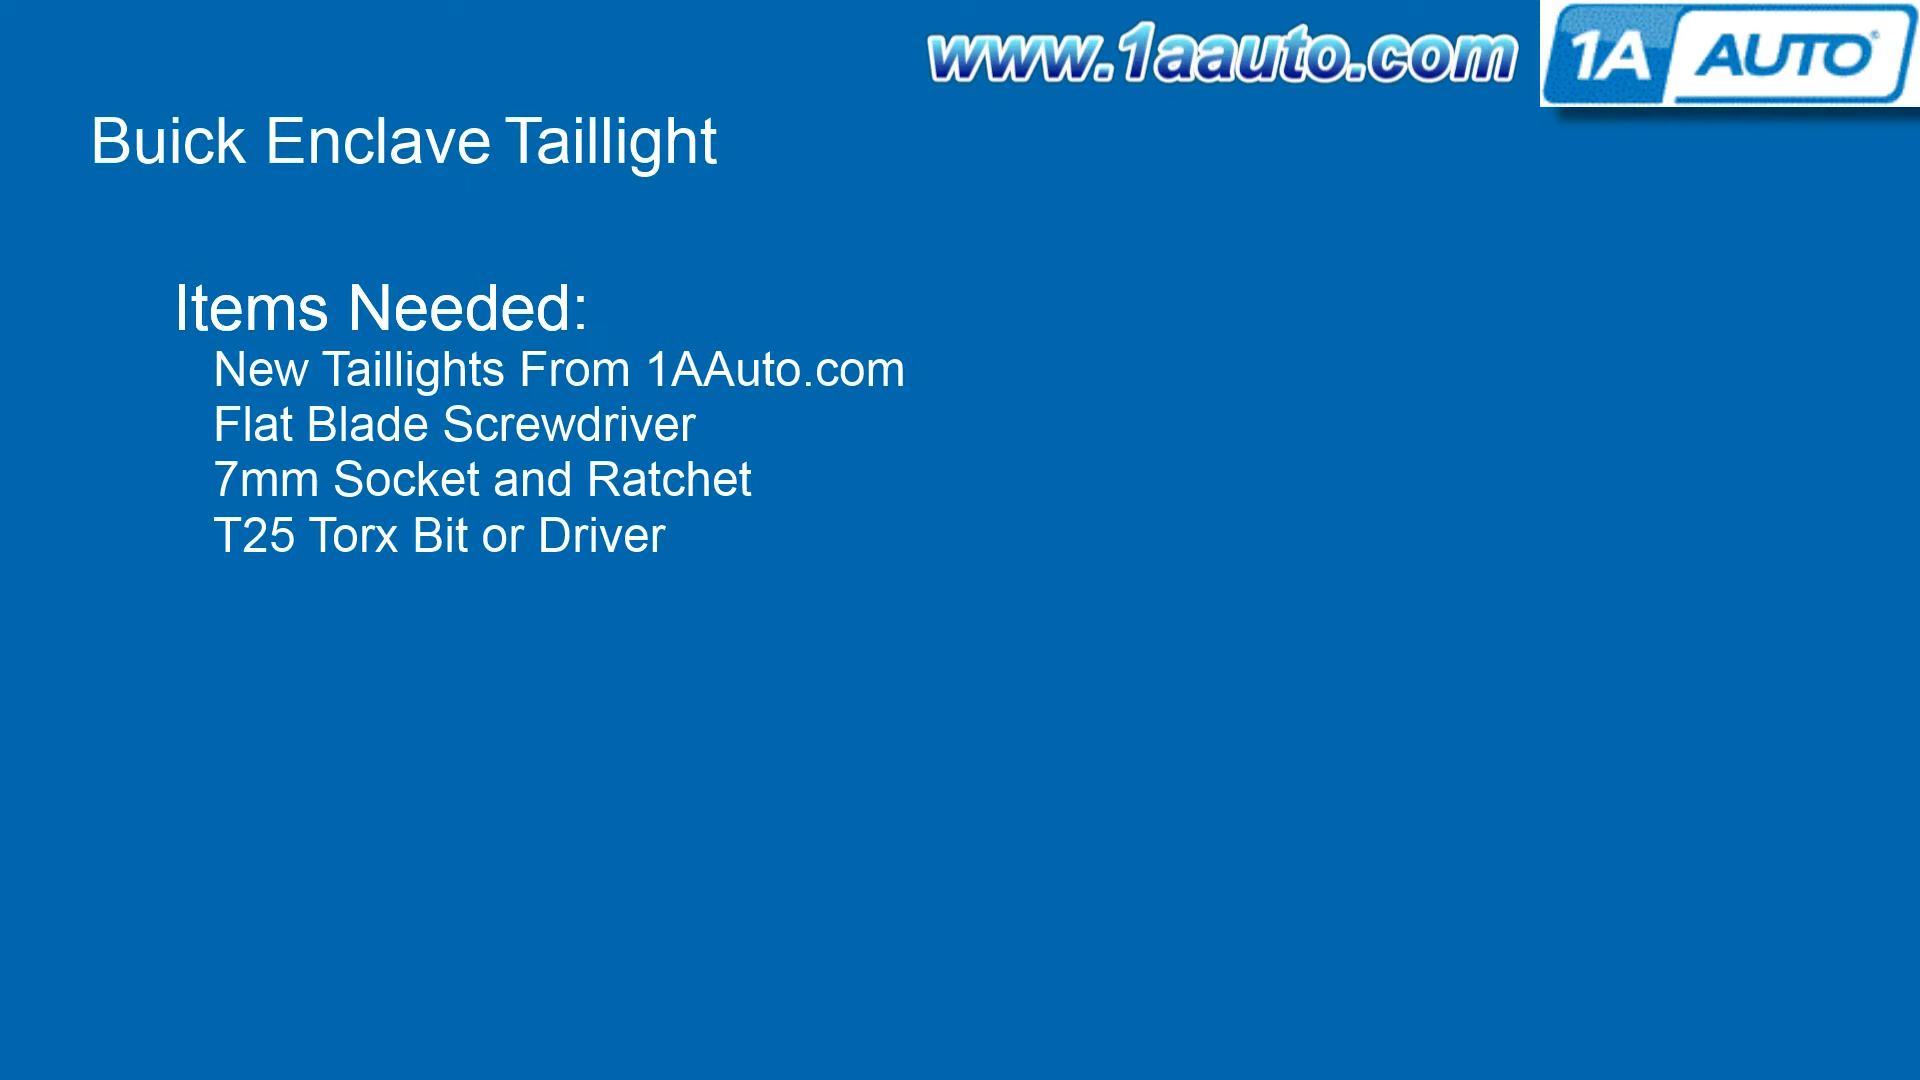 www.1aauto.com
1A AUTO®
Buick Enclave Taillight
Items Needed:
New Taillights From 1AAuto.com
Flat Blade Screwdriver
7mm Socket and Ratchet
T25 Torx Bit or Driver